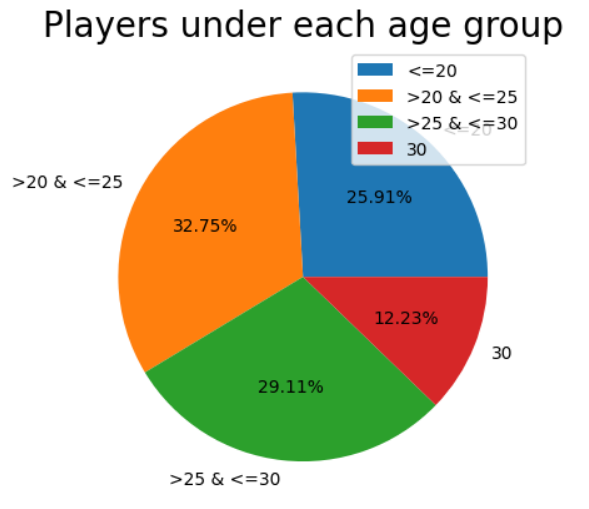 Players under each age group
<=20
>20 & <=25
>25 & <=30
30
<=20
>20 & <=25
25.91%
32.75%
12.23%
30
29.11%
>25 & <=30